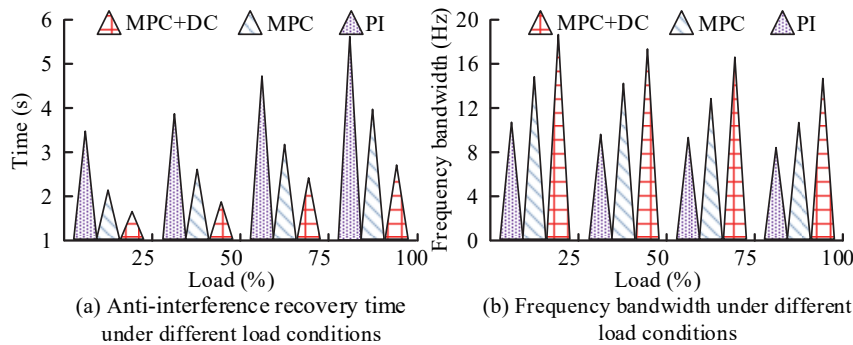 MPC+DC MPC PI
Time (s)
6
5
4
3
2
1
25 50 75 100
Load (%)
(a) Anti-interference recovery time
under different load conditions
MPC+DC MPC PI
Frequency bandwidth (Hz)
20
16
12
8
4
0
25 50 75 100
Load (%)
(b) Frequency bandwidth under different
load conditions